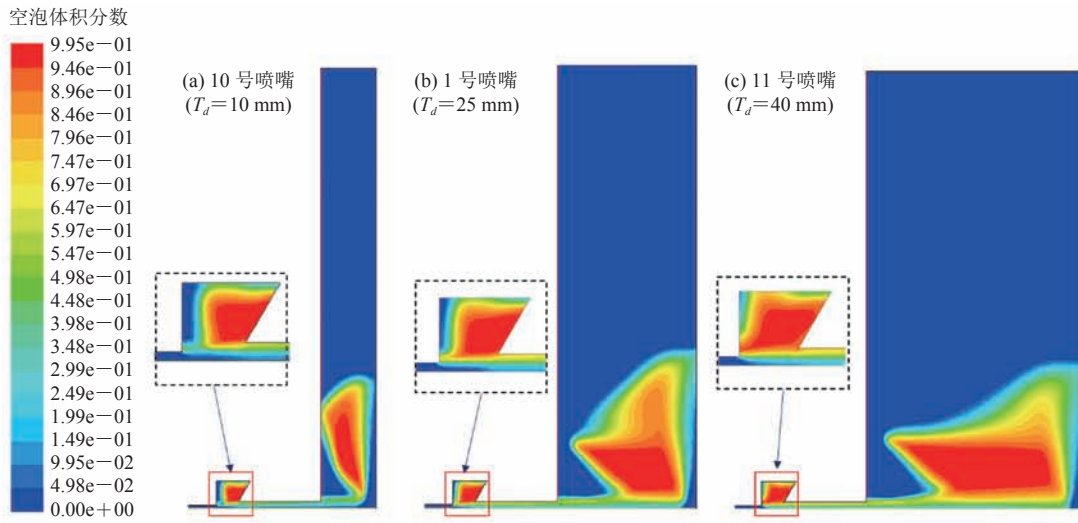 空泡体积分数
9.95e−01
9.46e−01
8.96e−01
8.46e−01
7.96e−01
7.47e−01
6.97e−01
6.47e−01
5.97e−01
5.47e−01
4.98e−01
4.48e−01
3.98e−01
3.48e−01
2.99e−01
2.49e−01
1.99e−01
1.49e−01
9.95e−02
4.98e−02
0.00e+00
(a) 10 号喷嘴
(T_d=10 mm)
(b) 1 号喷嘴
(T_d=25 mm)
(c) 11 号喷嘴
(T_d=40 mm)